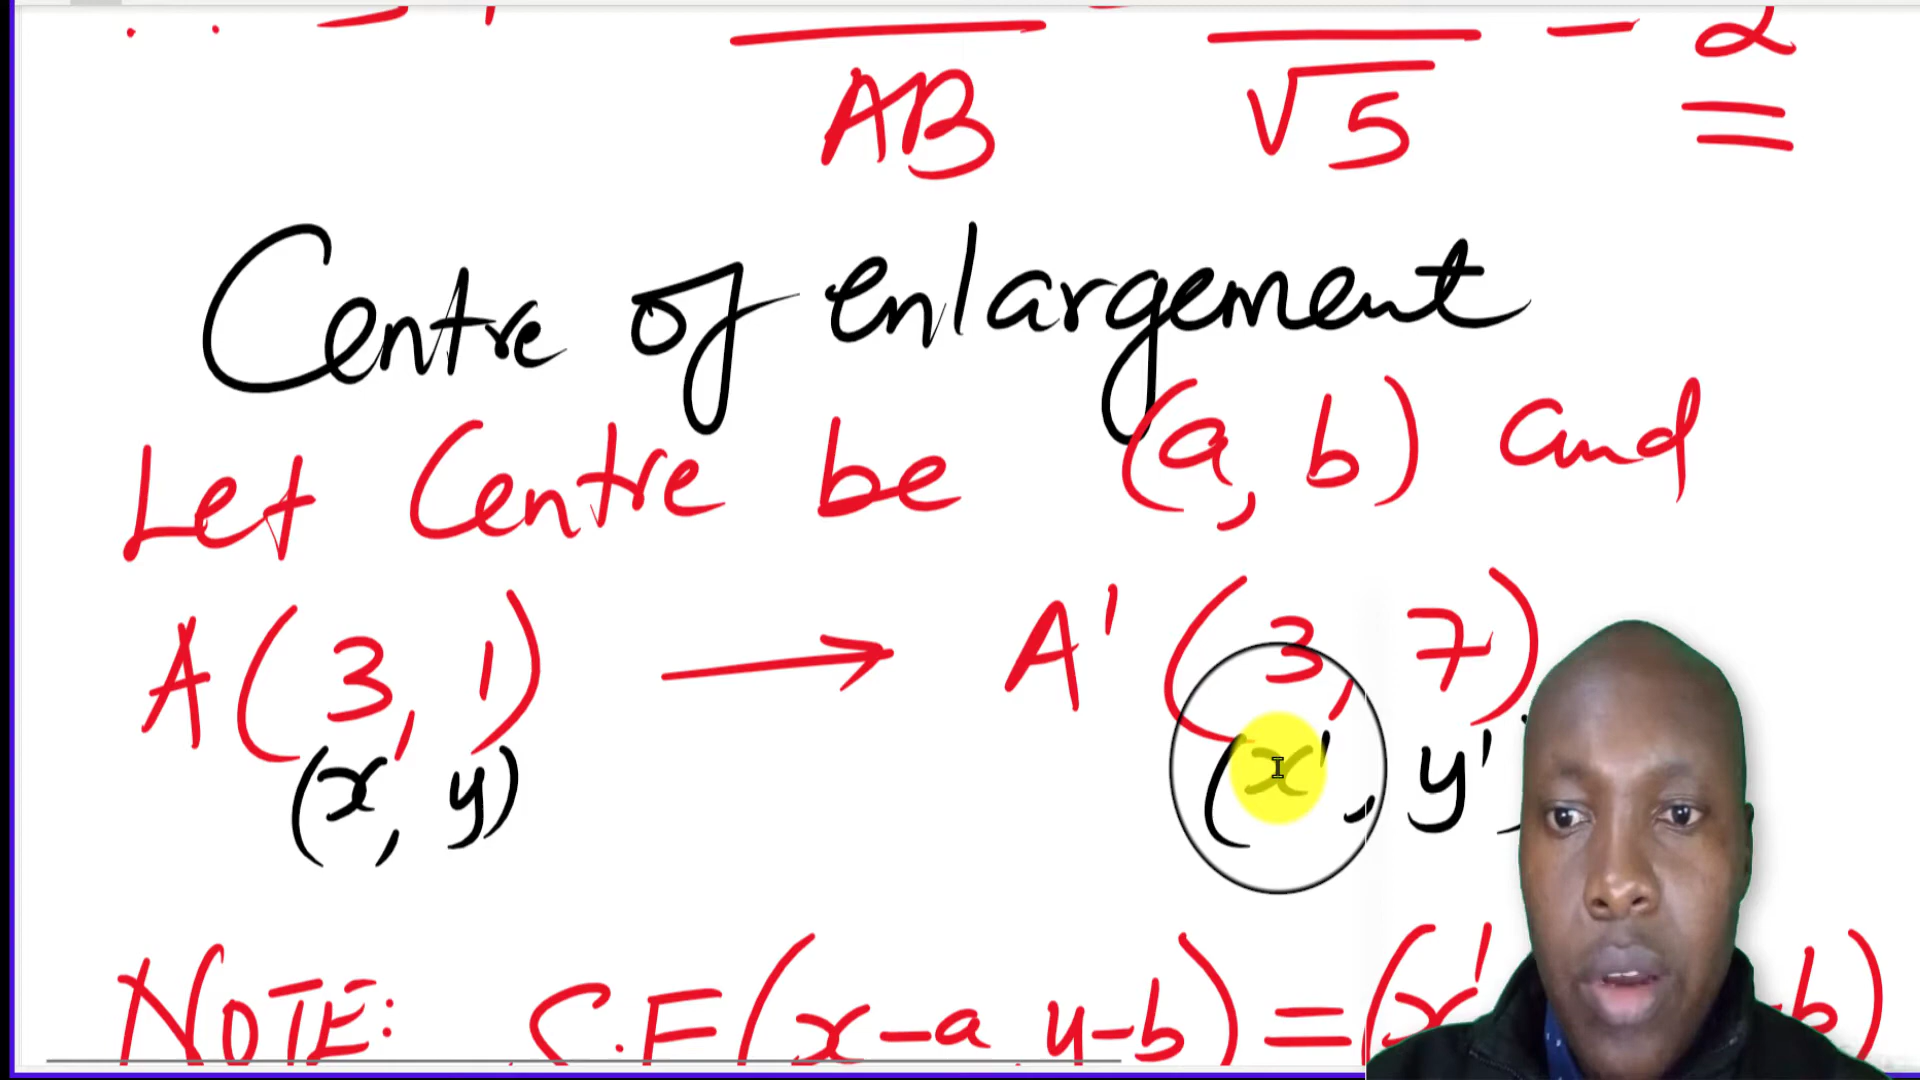 AB √5 = 2
Centre of enlargement
Let Centre be (a, b) and
A(3, 1) → A' (3, 7)
(x, y) (x', y'
NOTE: S.F (x-a, y-b) = (x' -b)